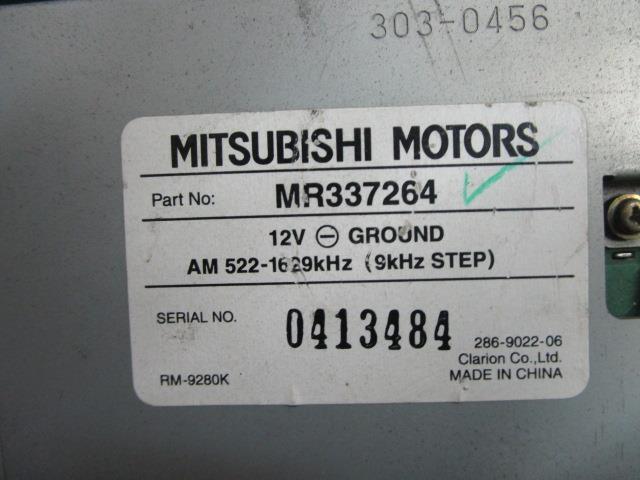 303-0456
MITSUBISHI MOTORS
Part No: MR337264
12V ⊖ GROUND
AM 522-1629kHz (9kHz STEP)
SERIAL NO. 0413484
286-9022-06
Clarion Co.,Ltd.
RM-9280K MADE IN CHINA